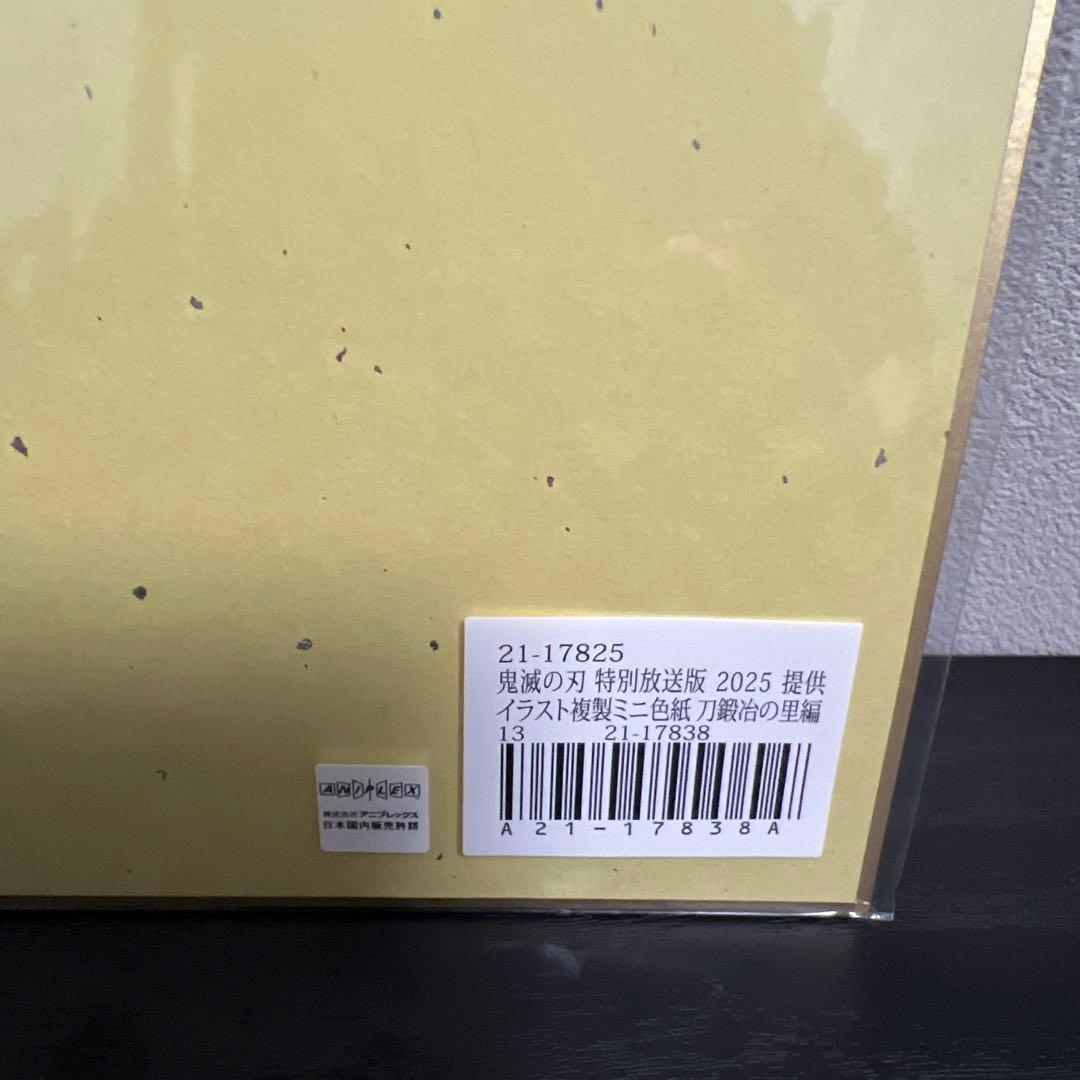 21-17825
鬼滅の刃 特別放送版 2025 提供
イラスト複製ミニ色紙 刀鍛冶の里編
13 21-17838
A21-17838A
ANIPLEX
株式会社 アニプレックス
日本国内販売許諾